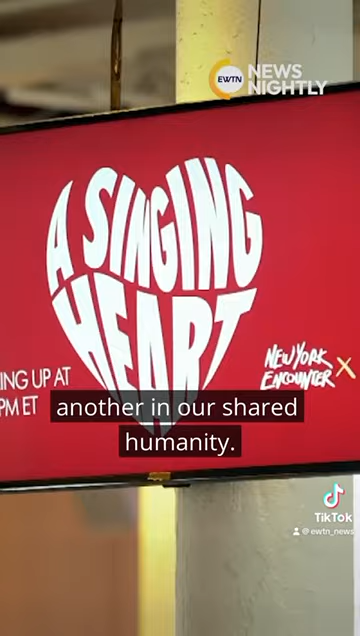 EWTN NEWS
NIGHTLY
A SINGING
HEART
ING UP AT
PM ET
NEW YORK
ENCOUNTER X
another in our shared
humanity.
TikTok
@ewtn_news